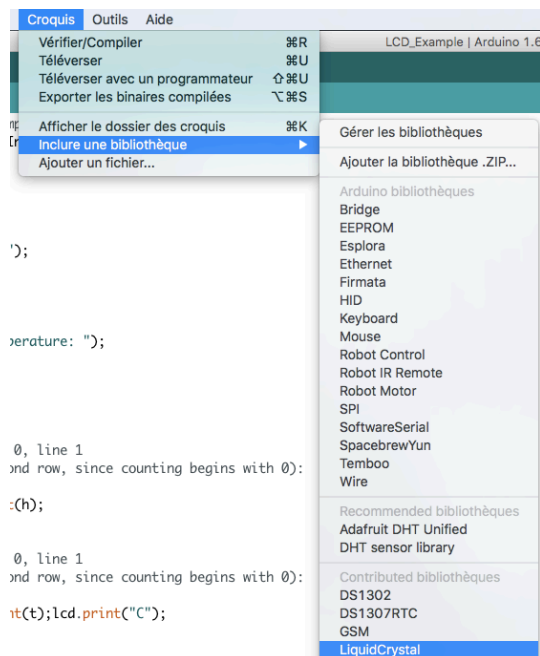 Croquis Outils Aide
LCD_Example | Arduino 1.6
Vérifier/Compiler ⌘R
Téléverser ⌘U
Téléverser avec un programmateur ⇧⌘U
Exporter les binaires compilées ⌥⌘S
Afficher le dossier des croquis ⌘K
Inclure une bibliothèque
Ajouter un fichier...
Gérer les bibliothèques
Ajouter la bibliothèque .ZIP...
Arduino bibliothèques
Bridge
EEPROM
Esplora
Ethernet
Firmata
HID
Keyboard
Mouse
Robot Control
Robot IR Remote
Robot Motor
SPI
SoftwareSerial
SpacebrewYun
Temboo
Wire
Recommended bibliothèques
Adafruit DHT Unified
DHT sensor library
Contributed bibliothèques
DS1302
DS1307RTC
GSM
LiquidCrystal
");
perature: ");
0, line 1
ond row, since counting begins with 0):
t(h);
0, line 1
ond row, since counting begins with 0):
nt(t);lcd.print("C");